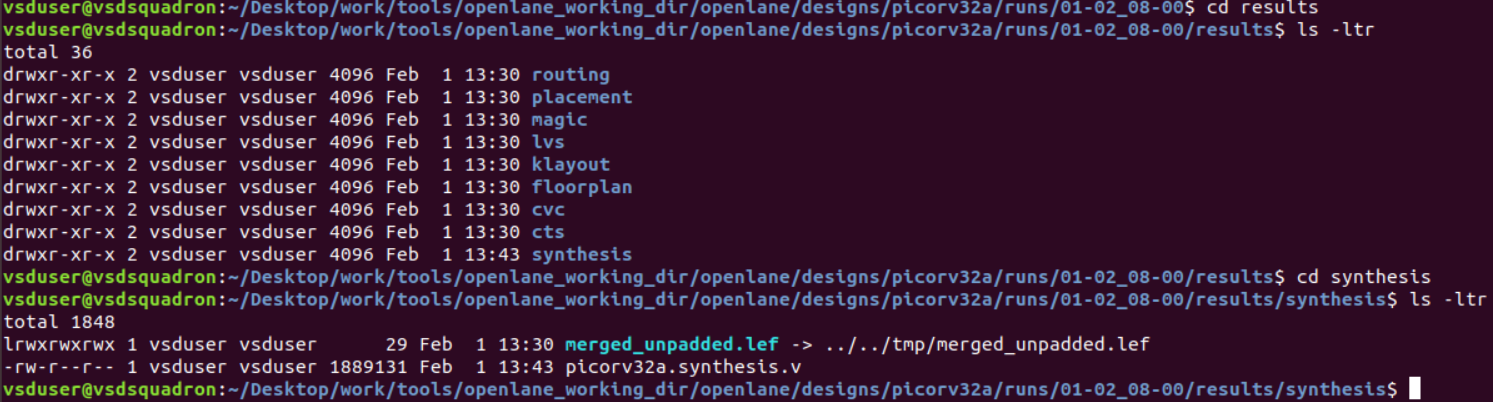 vsduser@vsdsquadron:~/Desktop/work/tools/openlane_working_dir/openlane/designs/picorv32a/runs/01-02_08-00$ cd results
vsduser@vsdsquadron:~/Desktop/work/tools/openlane_working_dir/openlane/designs/picorv32a/runs/01-02_08-00/results$ ls -ltr
total 36
drwxr-xr-x 2 vsduser vsduser 4096 Feb  1 13:30 routing
drwxr-xr-x 2 vsduser vsduser 4096 Feb  1 13:30 placement
drwxr-xr-x 2 vsduser vsduser 4096 Feb  1 13:30 magic
drwxr-xr-x 2 vsduser vsduser 4096 Feb  1 13:30 lvs
drwxr-xr-x 2 vsduser vsduser 4096 Feb  1 13:30 klayout
drwxr-xr-x 2 vsduser vsduser 4096 Feb  1 13:30 floorplan
drwxr-xr-x 2 vsduser vsduser 4096 Feb  1 13:30 cvc
drwxr-xr-x 2 vsduser vsduser 4096 Feb  1 13:30 cts
drwxr-xr-x 2 vsduser vsduser 4096 Feb  1 13:43 synthesis
vsduser@vsdsquadron:~/Desktop/work/tools/openlane_working_dir/openlane/designs/picorv32a/runs/01-02_08-00/results$ cd synthesis
vsduser@vsdsquadron:~/Desktop/work/tools/openlane_working_dir/openlane/designs/picorv32a/runs/01-02_08-00/results/synthesis$ ls -ltr
total 1848
lrwxrwxrwx 1 vsduser vsduser      29 Feb  1 13:30 merged_unpadded.lef -> ../../tmp/merged_unpadded.lef
-rw-r--r-- 1 vsduser vsduser 1889131 Feb  1 13:43 picorv32a.synthesis.v
vsduser@vsdsquadron:~/Desktop/work/tools/openlane_working_dir/openlane/designs/picorv32a/runs/01-02_08-00/results/synthesis$